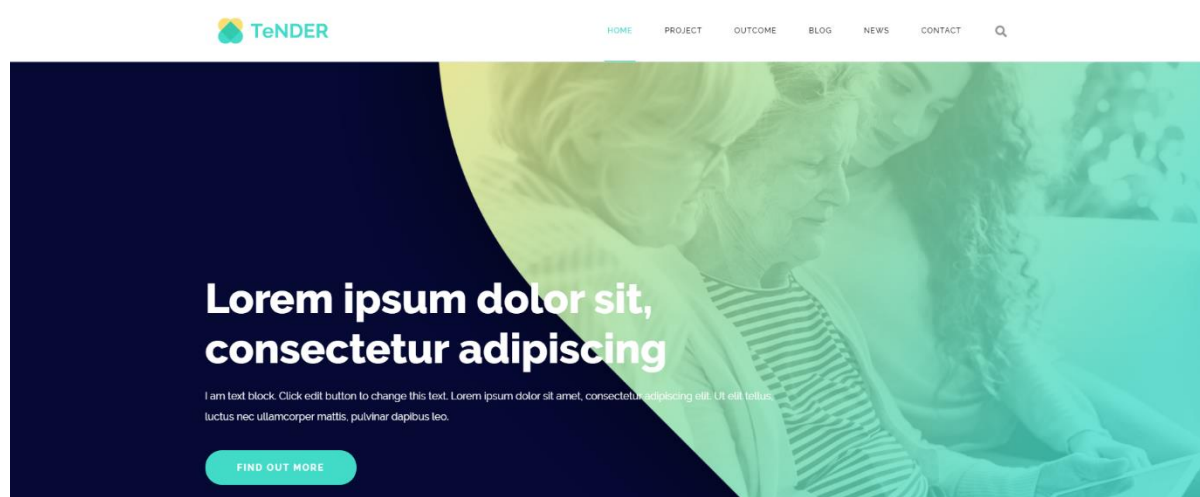 TeNDER
HOME PROJECT OUTCOME BLOG NEWS CONTACT
Lorem ipsum dolor sit,
consectetur adipiscing
I am text block. Click edit button to change this text. Lorem ipsum dolor sit amet, consectetur adipiscing elit. Ut elit tellus,
luctus nec ullamcorper mattis, pulvinar dapibus leo.
FIND OUT MORE